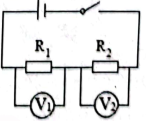 R₁ R₂
V₁ V₂